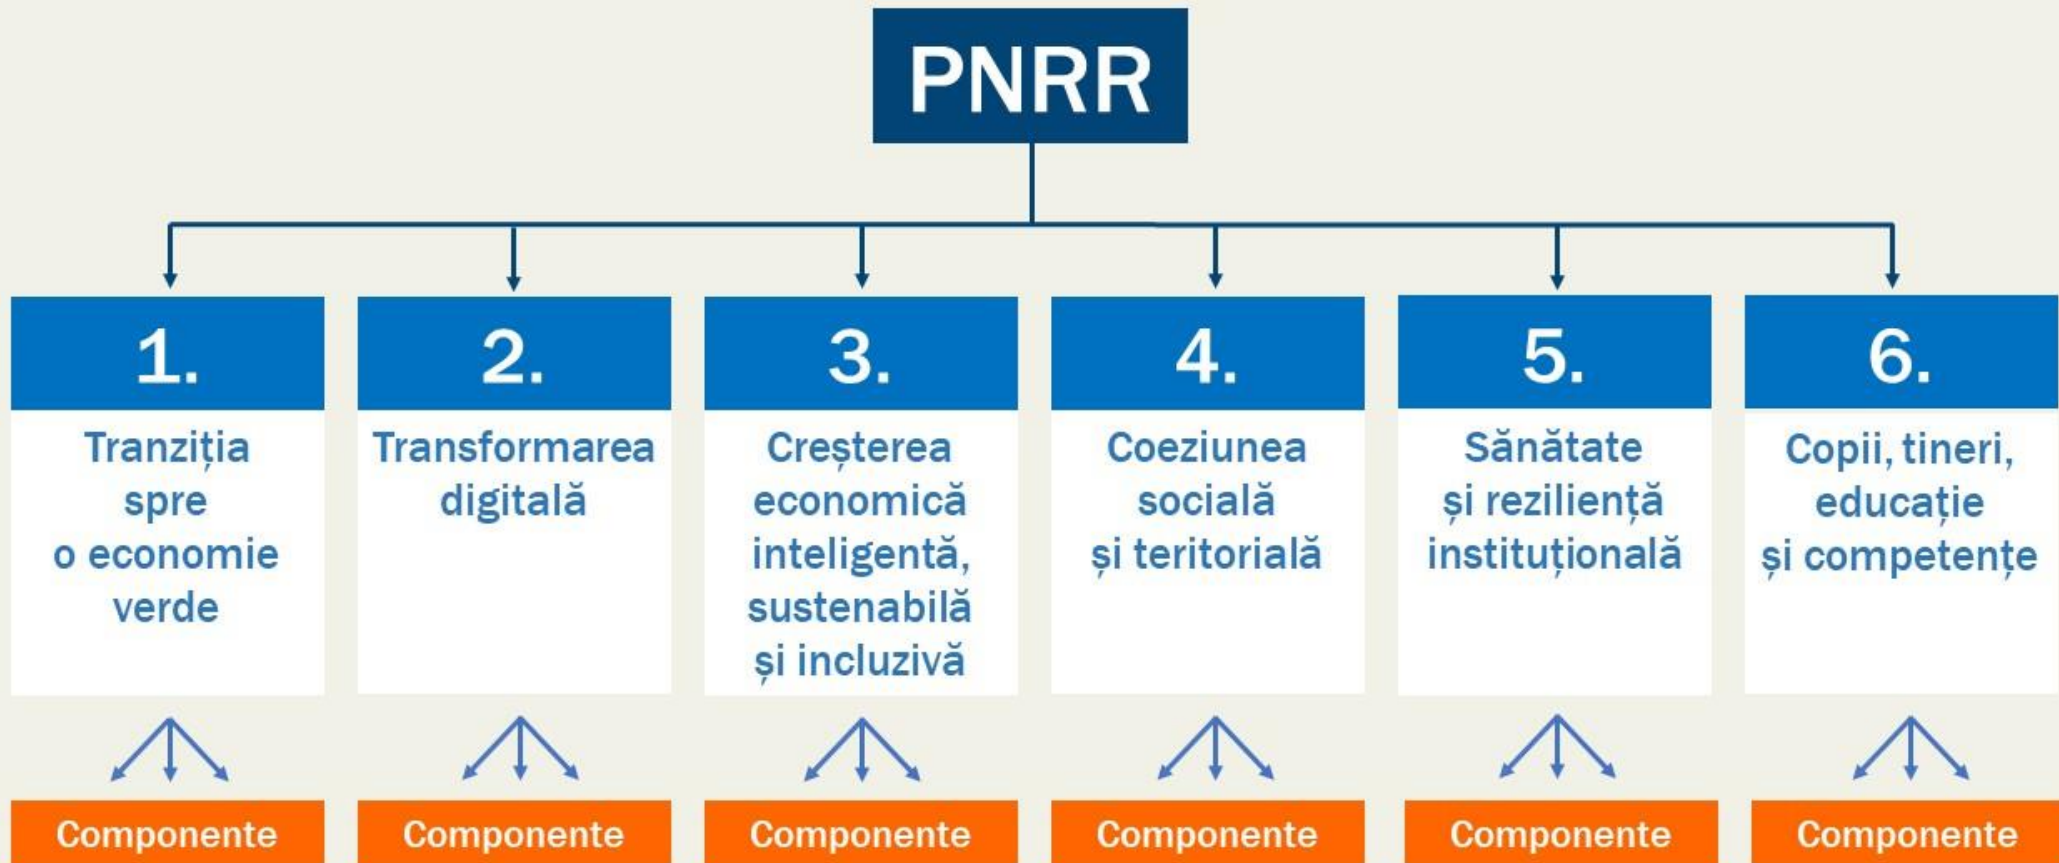 PNRR
1.
Tranziția
spre
o economie
verde
2.
Transformarea
digitală
3.
Creșterea
economică
inteligentă,
sustenabilă
și incluzivă
4.
Coeziunea
socială
și teritorială
5.
Sănătate
și reziliență
instituțională
6.
Copii, tineri,
educație
și competențe
Componente
Componente
Componente
Componente
Componente
Componente